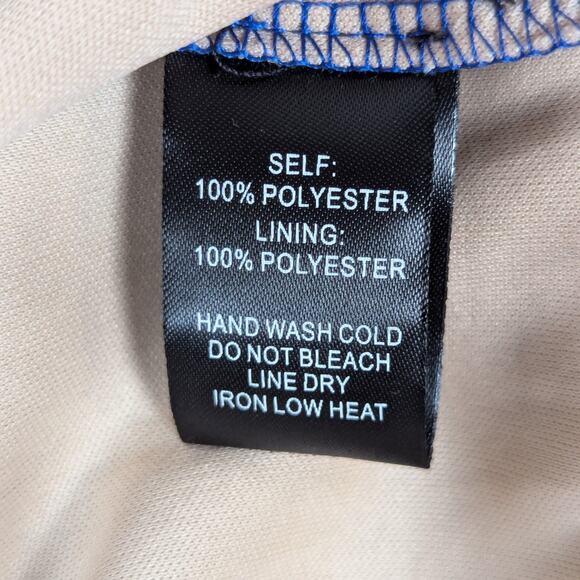 SELF:
100% POLYESTER
LINING:
100% POLYESTER
HAND WASH COLD
DO NOT BLEACH
LINE DRY
IRON LOW HEAT